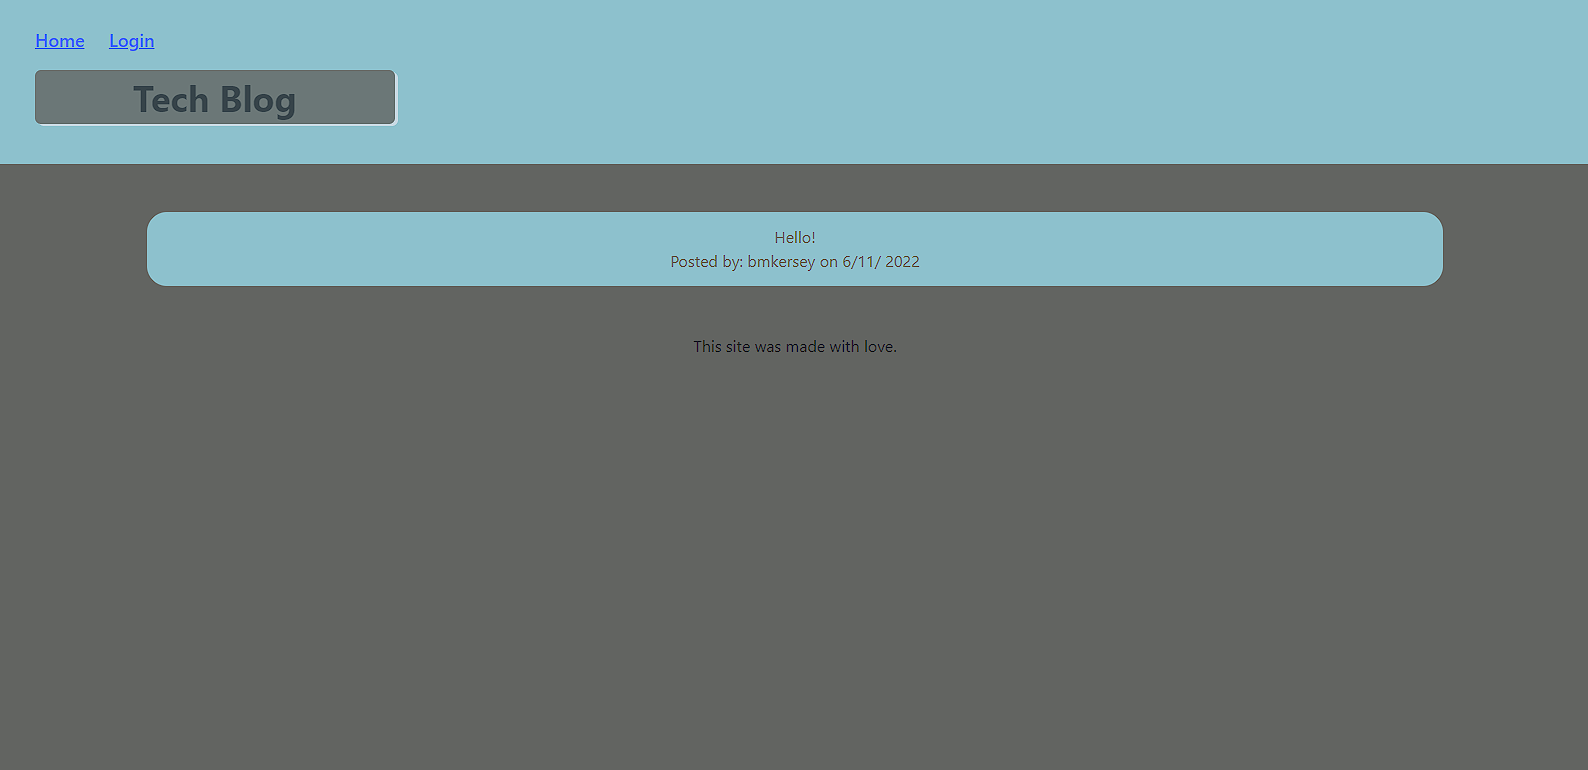 Home Login
Tech Blog
Hello!
Posted by: bmkersey on 6/11/ 2022
This site was made with love.